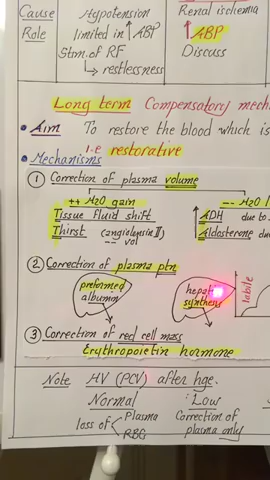 Cause
Role
Hypotension
limited in ↑ ABP
Stm. of RF
↳ restlessness
Renal ischemia
↑ ABP
Discuss
Long term Compensatory mech
• Aim To restore the blood which is
i.e restorative
• Mechanisms
① Correction of plasma volume
++ H2O gain
Tissue fluid shift
Thirst (angiotensin II)
-- vol
--- H2O l
↑ ADH due to
Aldosterone du
② Correction of plasma ptn
preformed
albumin
hepatic
synthesis
labile
③ Correction of red cell mass
Erythropoietin hormone
Note HV (PCV) after hge.
Normal
loss of < Plasma
RBC
Low
Correction of
plasma only